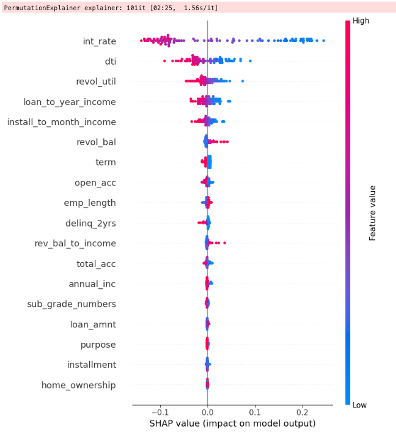 PermutationExplainer explainer: 101it [02:25, 1.56s/it]
High
int_rate
dti
revol_util
loan_to_year_income
install_to_month_income
revol_bal
term
open_acc
emp_length
delinq_2yrs
rev_bal_to_income
total_acc
annual_inc
sub_grade_numbers
loan_amnt
purpose
installment
home_ownership
Feature value
Low
−0.1 0.0 0.1 0.2
SHAP value (impact on model output)